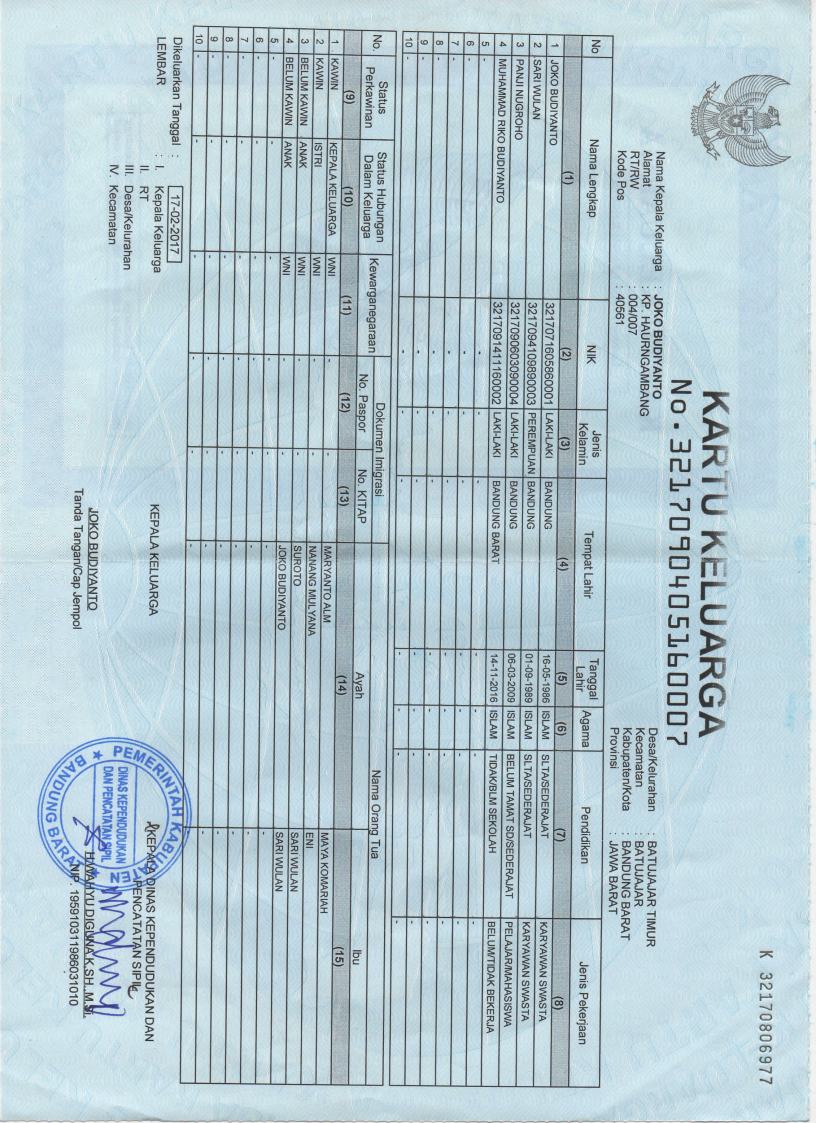 K 32170806977
KARTU KELUARGA
No.3217090405160007
Nama Kepala Keluarga : JOKO BUDIYANTO
Alamat : KP. HAURNGAMBANG
RT/RW : 004/007
Kode Pos : 40561
Desa/Kelurahan : BATUJAJAR TIMUR
Kecamatan : BATUJAJAR
Kabupaten/Kota : BANDUNG BARAT
Provinsi : JAWA BARAT
No Nama Lengkap NIK Jenis Kelamin Tempat Lahir Tanggal Lahir Agama Pendidikan Jenis Pekerjaan
(1) (2) (3) (4) (5) (6) (7) (8)
1 JOKO BUDIYANTO 3217071605860001 LAKI-LAKI BANDUNG 16-05-1986 ISLAM SLTA/SEDERAJAT KARYAWAN SWASTA
2 SARI WULAN 3217094109890003 PEREMPUAN BANDUNG 01-09-1989 ISLAM SLTA/SEDERAJAT KARYAWAN SWASTA
3 PANJI NUGROHO 3217090603090004 LAKI-LAKI BANDUNG 06-03-2009 ISLAM BELUM TAMAT SD/SEDERAJAT PELAJAR/MAHASISWA
4 MUHAMMAD RIKO BUDIYANTO 3217091411160002 LAKI-LAKI BANDUNG BARAT 14-11-2016 ISLAM TIDAK/BLM SEKOLAH BELUM/TIDAK BEKERJA
5 - - - - - - - -
6 - - - - - - - -
7 - - - - - - - -
8 - - - - - - - -
9 - - - - - - - -
10 - - - - - - - -
No. Status Perkawinan Status Hubungan Dalam Keluarga Kewarganegaraan Dokumen Imigrasi Nama Orang Tua
No. Paspor No. KITAP Ayah Ibu
(9) (10) (11) (12) (13) (14) (15)
1 KAWIN KEPALA KELUARGA WNI - - MARYANTO ALM MAYA KOMARIAH
2 KAWIN ISTRI WNI - - NANANG MULYANA ENI
3 BELUM KAWIN ANAK WNI - - SUROTO SARI WULAN
4 BELUM KAWIN ANAK WNI - - JOKO BUDIYANTO SARI WULAN
5 - - - - - - -
6 - - - - - - -
7 - - - - - - -
8 - - - - - - -
9 - - - - - - -
10 - - - - - - -
Dikeluarkan Tanggal : 17-02-2017
LEMBAR : I. Kepala Keluarga
II. RT
III. Desa/Kelurahan
IV. Kecamatan
KEPALA KELUARGA
JOKO BUDIYANTO
Tanda Tangan/Cap Jempol
KEPALA DINAS KEPENDUDUKAN DAN
PENCATATAN SIPIL
H.WAHYU DIGUNA.K,SH.,M.Si.
NIP. 195910311986031010
PEMERINTAH KABUPATEN
DINAS KEPENDUDUKAN
DAN PENCATATAN SIPIL
BANDUNG BARAT